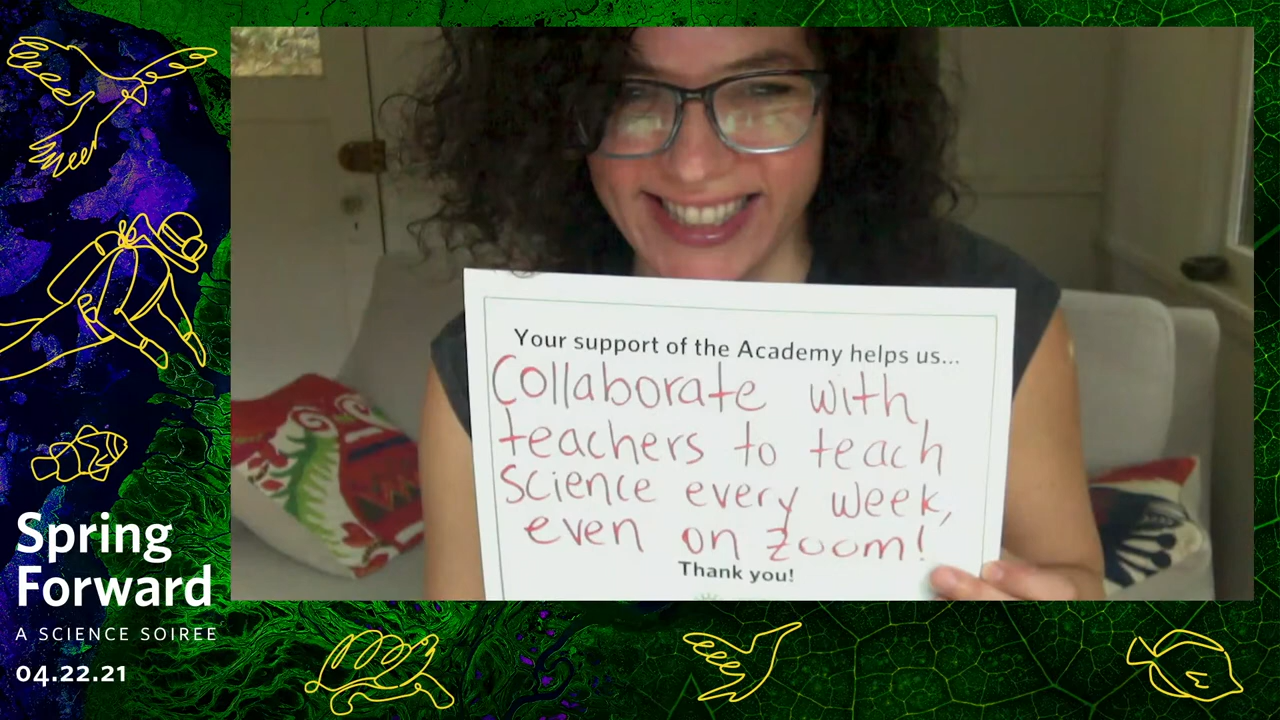 Your support of the Academy helps us...
Collaborate with
teachers to teach
science every week,
even on zoom!
Thank you!
Spring
Forward
A SCIENCE SOIREE
04.22.21